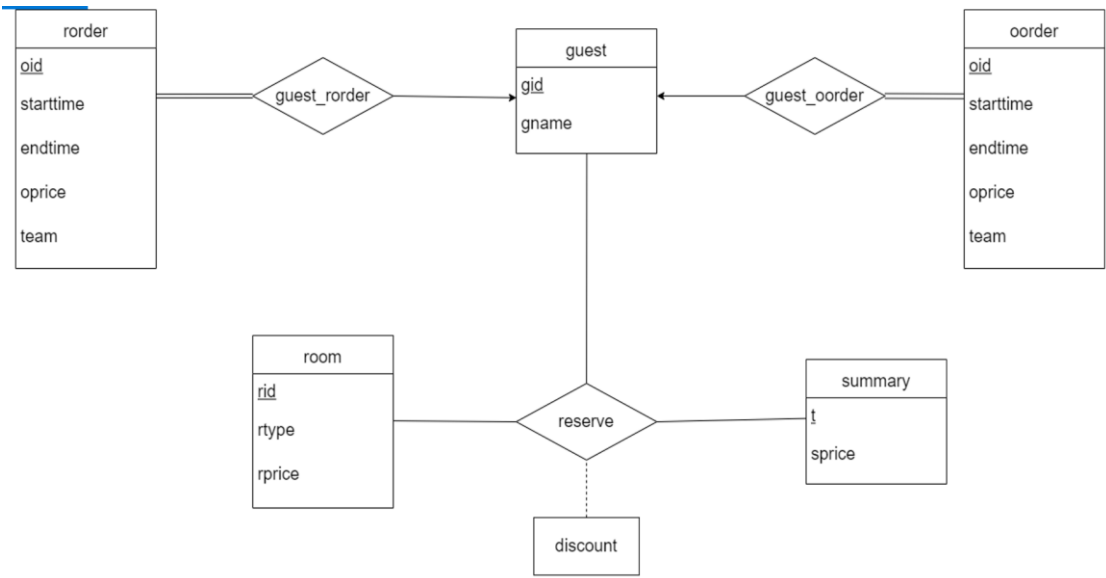 rorder
oid
starttime
endtime
oprice
team
guest_rorder
guest
gid
gname
guest_oorder
oorder
oid
starttime
endtime
oprice
team
room
rid
rtype
rprice
reserve
summary
t
sprice
discount